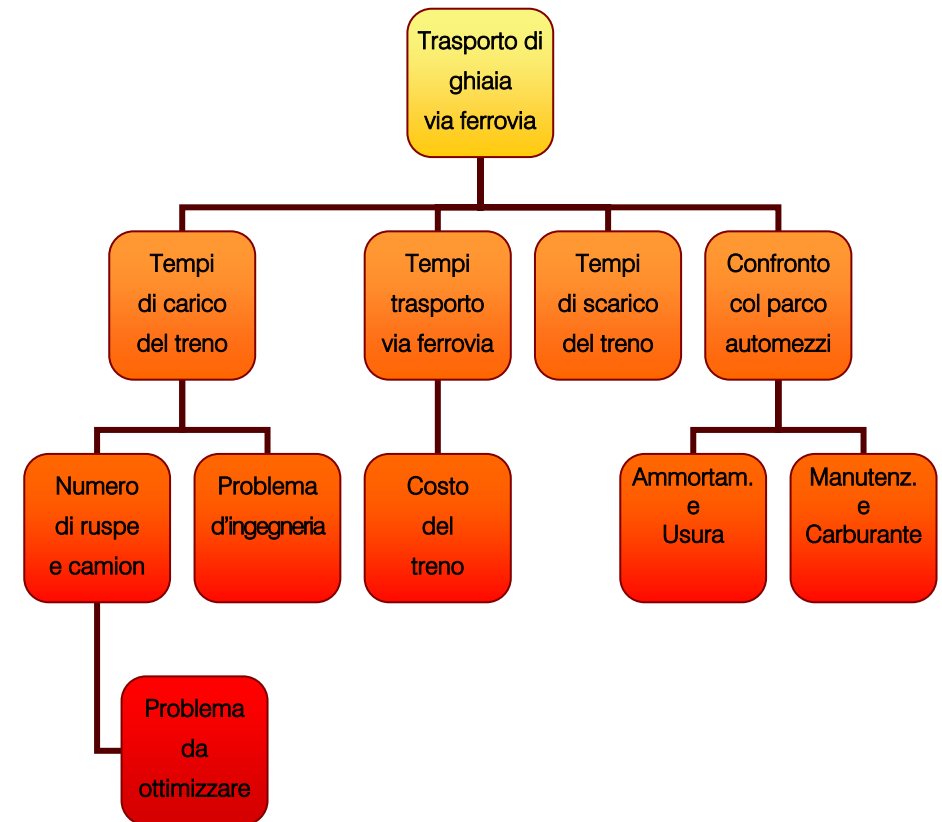 Trasporto di
ghiaia
via ferrovia
Tempi
di carico
del treno
Tempi
trasporto
via ferrovia
Tempi
di scarico
del treno
Confronto
col parco
automezzi
Numero
di ruspe
e camion
Problema
d'ingegneria
Costo
del
treno
Ammortam.
e
Usura
Manutenz.
e
Carburante
Problema
da
ottimizzare